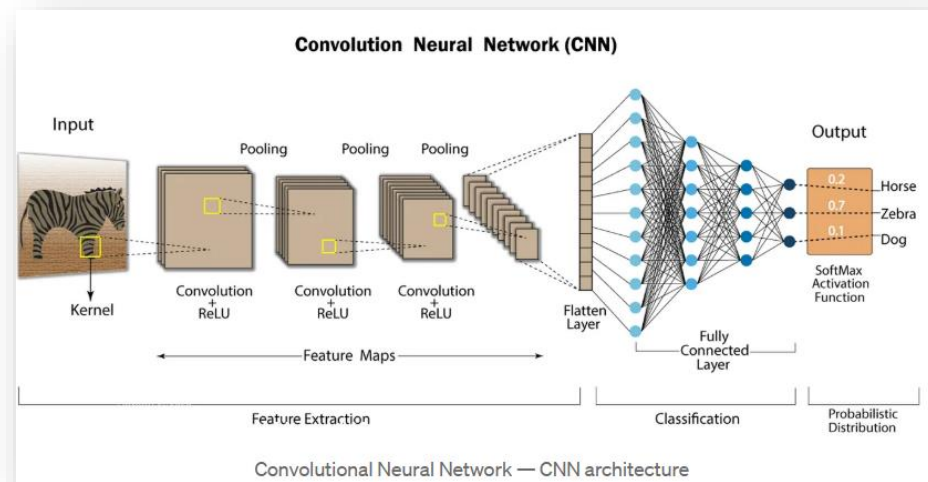 Convolution Neural Network (CNN)
Input
Output
Pooling
Pooling
Pooling
0.2
Horse
0.7
Zebra
0.1
Dog
SoftMax
Activation
Function
Kernel
Convolution
+
ReLU
Convolution
+
ReLU
Convolution
+
ReLU
Flatten
Layer
Fully
Connected
Layer
Feature Maps
Feature Extraction
Classification
Probabilistic
Distribution
Convolutional Neural Network — CNN architecture